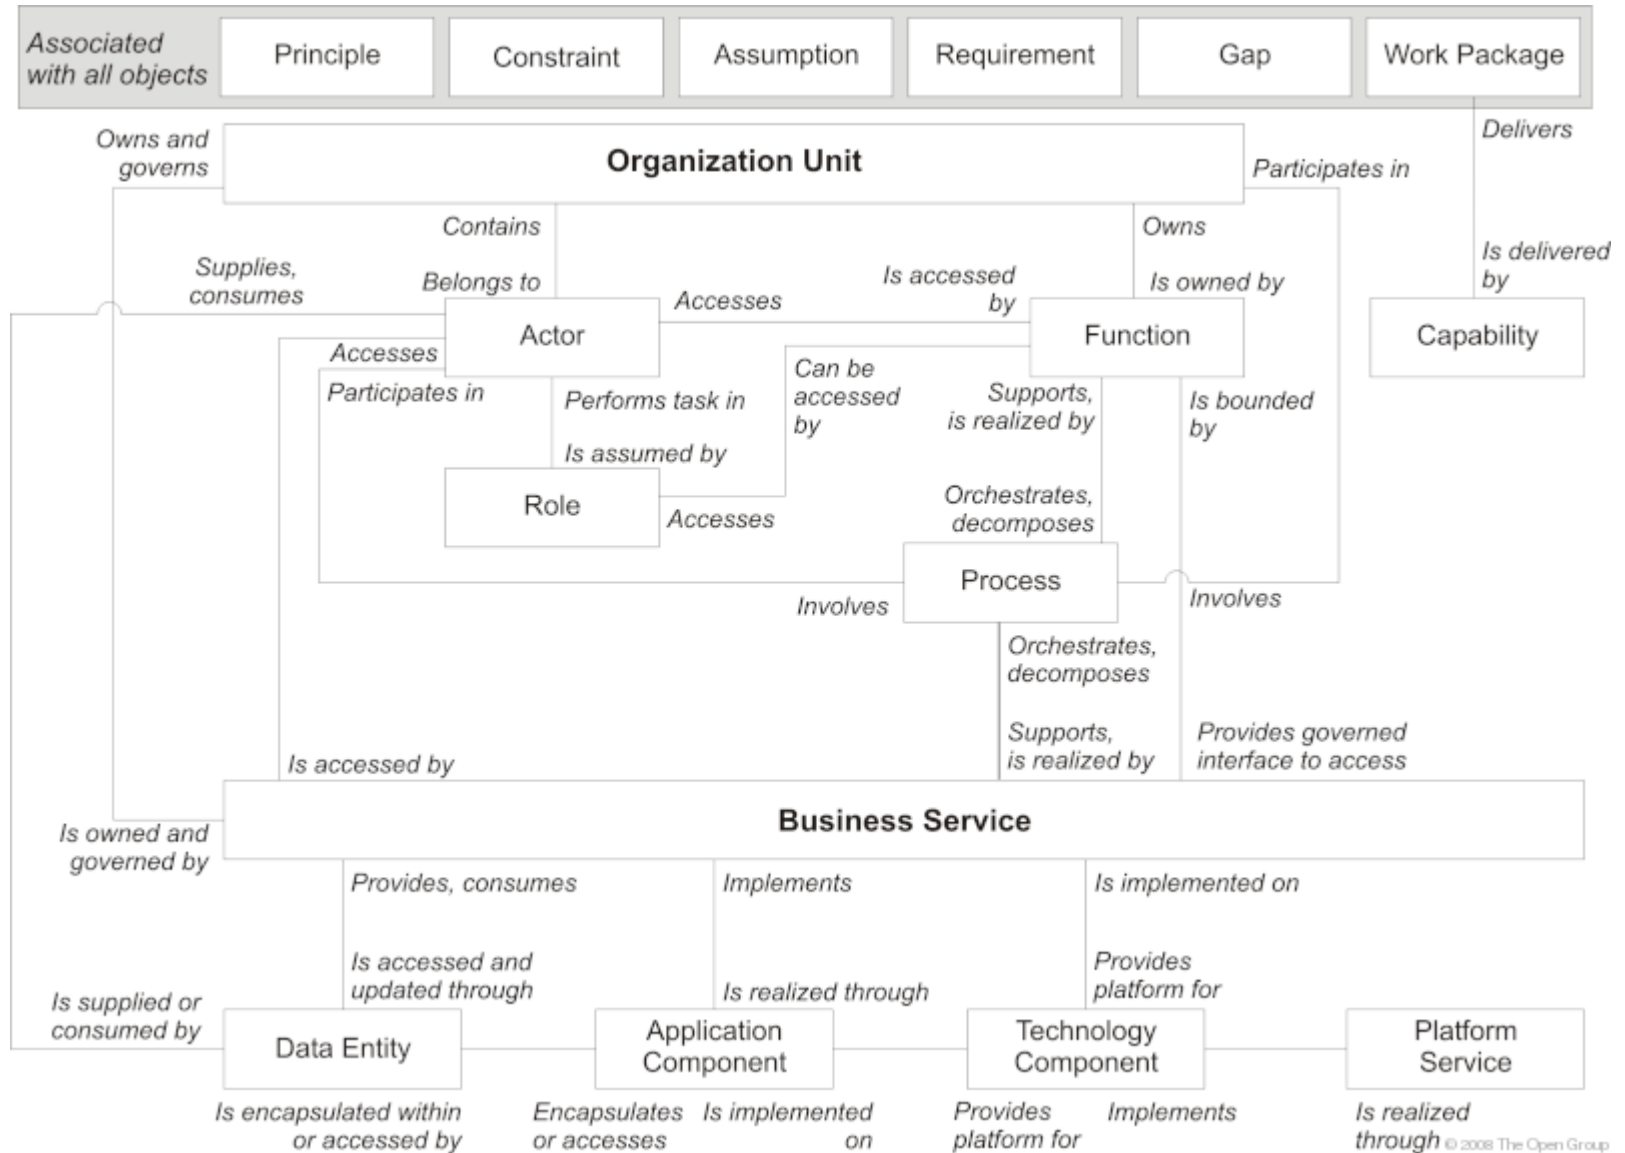 Associated
with all objects
Principle
Constraint
Assumption
Requirement
Gap
Work Package
Owns and
governs
Organization Unit
Participates in
Delivers
Contains
Owns
Is delivered
by
Supplies,
consumes
Belongs to
Accesses
Is accessed
by
Is owned by
Actor
Function
Capability
Accesses
Participates in
Performs task in
Can be
accessed
by
Supports,
is realized by
Is bounded
by
Is assumed by
Role
Accesses
Orchestrates,
decomposes
Process
Involves
Involves
Orchestrates,
decomposes
Supports,
is realized by
Provides governed
interface to access
Is accessed by
Business Service
Is owned and
governed by
Provides, consumes
Implements
Is implemented on
Is accessed and
updated through
Is realized through
Provides
platform for
Is supplied or
consumed by
Data Entity
Application
Component
Technology
Component
Platform
Service
Is encapsulated within
or accessed by
Encapsulates
or accesses
Is implemented
on
Provides
platform for
Implements
Is realized
through
© 2008 The Open Group